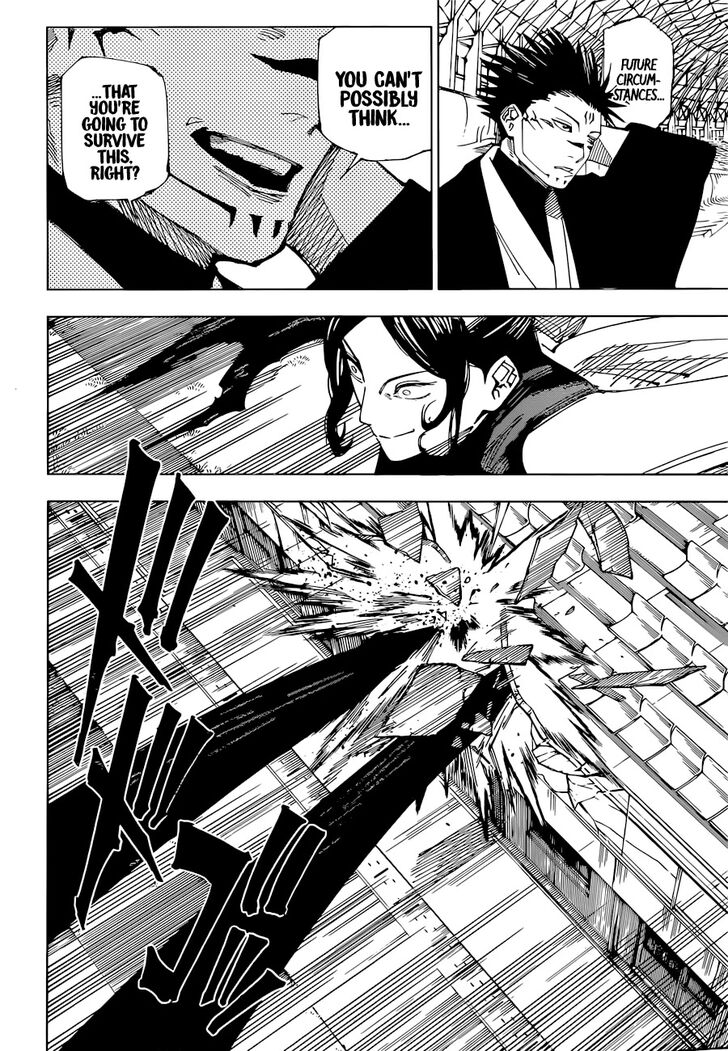 FUTURE
CIRCUM-
STANCES...
YOU CAN'T
POSSIBLY
THINK...
...THAT
YOU'RE
GOING TO
SURVIVE
THIS,
RIGHT?